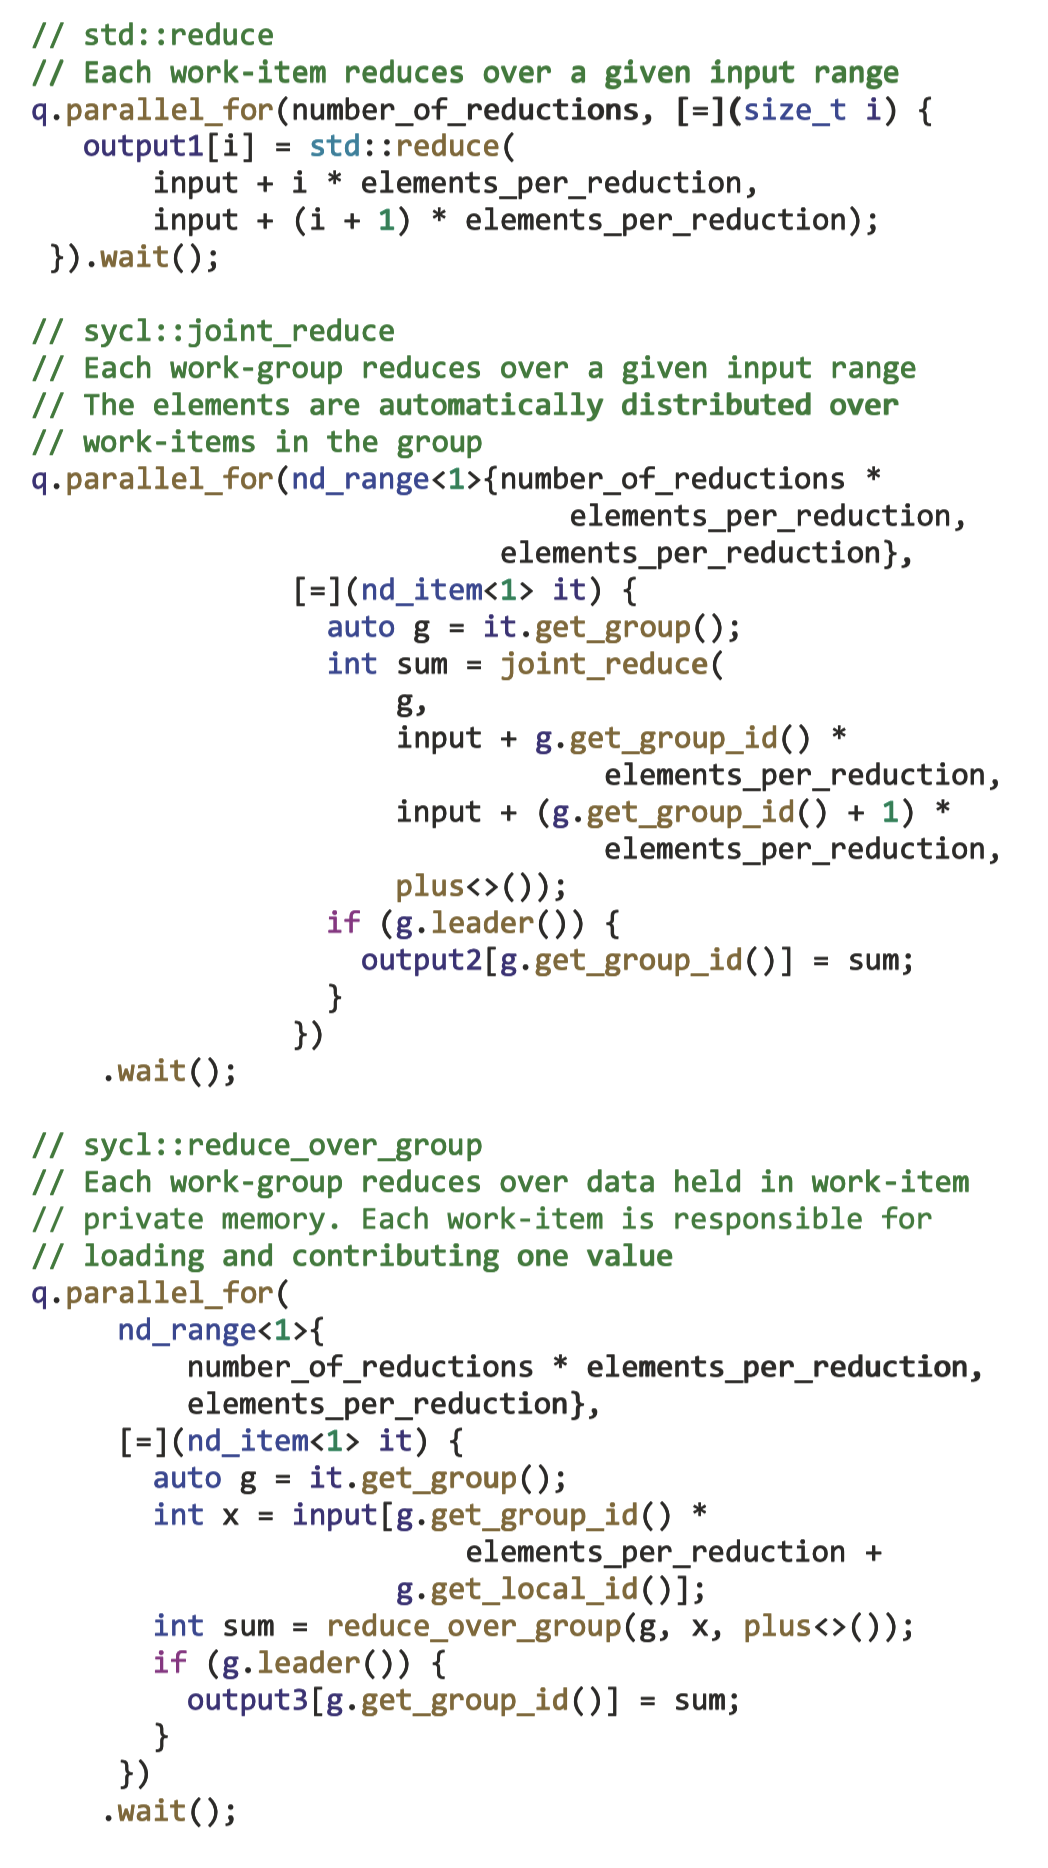 // std::reduce
// Each work-item reduces over a given input range
q.parallel_for(number_of_reductions, [=](size_t i) {
   output1[i] = std::reduce(
       input + i * elements_per_reduction,
       input + (i + 1) * elements_per_reduction);
 }).wait();

// sycl::joint_reduce
// Each work-group reduces over a given input range
// The elements are automatically distributed over
// work-items in the group
q.parallel_for(nd_range<1>{number_of_reductions *
                               elements_per_reduction,
                           elements_per_reduction},
               [=](nd_item<1> it) {
                 auto g = it.get_group();
                 int sum = joint_reduce(
                     g,
                     input + g.get_group_id() *
                                 elements_per_reduction,
                     input + (g.get_group_id() + 1) *
                                 elements_per_reduction,
                     plus<>());
                 if (g.leader()) {
                   output2[g.get_group_id()] = sum;
                 }
               })
    .wait();

// sycl::reduce_over_group
// Each work-group reduces over data held in work-item
// private memory. Each work-item is responsible for
// loading and contributing one value
q.parallel_for(
     nd_range<1>{
         number_of_reductions * elements_per_reduction,
         elements_per_reduction},
     [=](nd_item<1> it) {
       auto g = it.get_group();
       int x = input[g.get_group_id() *
                         elements_per_reduction +
                     g.get_local_id()];
       int sum = reduce_over_group(g, x, plus<>());
       if (g.leader()) {
         output3[g.get_group_id()] = sum;
       }
     })
    .wait();